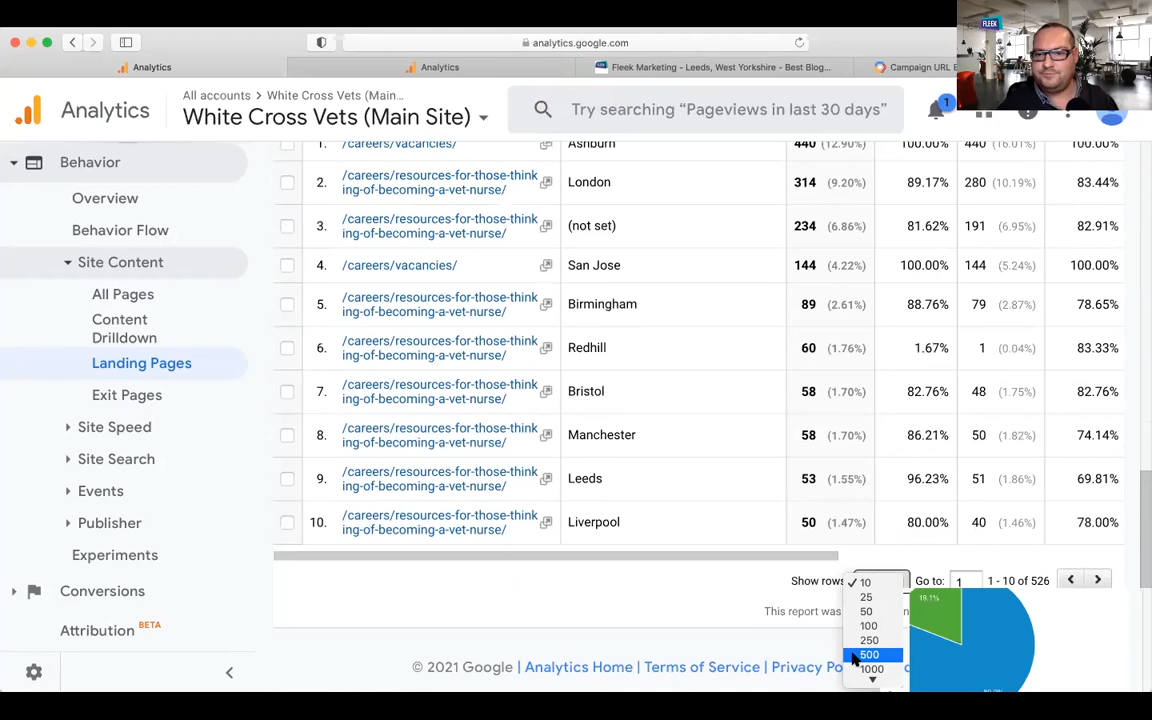 FLEEK
analytics.google.com
Analytics
Analytics
Fleek Marketing - Leeds, West Yorkshire - Best Blog...
Campaign URL
Analytics
All accounts > White Cross Vets (Main...
White Cross Vets (Main Site)
Try searching “Pageviews in last 30 days”
1
Behavior
Overview
Behavior Flow
Site Content
All Pages
Content
Drilldown
Landing Pages
Exit Pages
Site Speed
Site Search
Events
Publisher
Experiments
Conversions
Attribution BETA
1. /careers/vacancies/ Ashburn 440 (12.90%) 100.00% 440 (16.01%) 100.00%
2. /careers/resources-for-those-think
ing-of-becoming-a-vet-nurse/ London 314 (9.20%) 89.17% 280 (10.19%) 83.44%
3. /careers/resources-for-those-think
ing-of-becoming-a-vet-nurse/ (not set) 234 (6.86%) 81.62% 191 (6.95%) 82.91%
4. /careers/vacancies/ San Jose 144 (4.22%) 100.00% 144 (5.24%) 100.00%
5. /careers/resources-for-those-think
ing-of-becoming-a-vet-nurse/ Birmingham 89 (2.61%) 88.76% 79 (2.87%) 78.65%
6. /careers/resources-for-those-think
ing-of-becoming-a-vet-nurse/ Redhill 60 (1.76%) 1.67% 1 (0.04%) 83.33%
7. /careers/resources-for-those-think
ing-of-becoming-a-vet-nurse/ Bristol 58 (1.70%) 82.76% 48 (1.75%) 82.76%
8. /careers/resources-for-those-think
ing-of-becoming-a-vet-nurse/ Manchester 58 (1.70%) 86.21% 50 (1.82%) 74.14%
9. /careers/resources-for-those-think
ing-of-becoming-a-vet-nurse/ Leeds 53 (1.55%) 96.23% 51 (1.86%) 69.81%
10. /careers/resources-for-those-think
ing-of-becoming-a-vet-nurse/ Liverpool 50 (1.47%) 80.00% 40 (1.46%) 78.00%
Show rows Go to: 1 1 - 10 of 526
10
25
50
100
250
500
1000
19.1%
This report was
© 2021 Google | Analytics Home | Terms of Service | Privacy